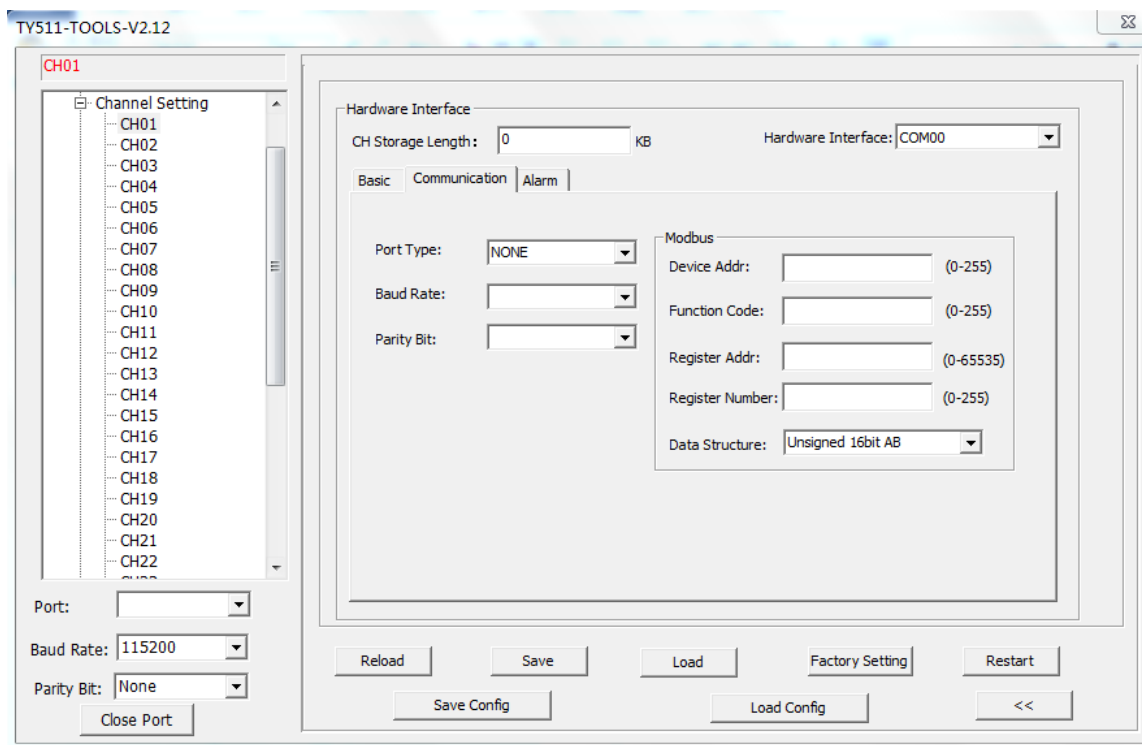 TY511-TOOLS-V2.12
CH01
Channel Setting
CH01
CH02
CH03
CH04
CH05
CH06
CH07
CH08
CH09
CH10
CH11
CH12
CH13
CH14
CH15
CH16
CH17
CH18
CH19
CH20
CH21
CH22
Port:
Baud Rate: 115200
Parity Bit: None
Close Port
Hardware Interface
CH Storage Length: 0 KB
Hardware Interface: COM00
Basic Communication Alarm
Port Type: NONE
Baud Rate:
Parity Bit:
Modbus
Device Addr: (0-255)
Function Code: (0-255)
Register Addr: (0-65535)
Register Number: (0-255)
Data Structure: Unsigned 16bit AB
Reload Save Load Factory Setting Restart
Save Config Load Config <<